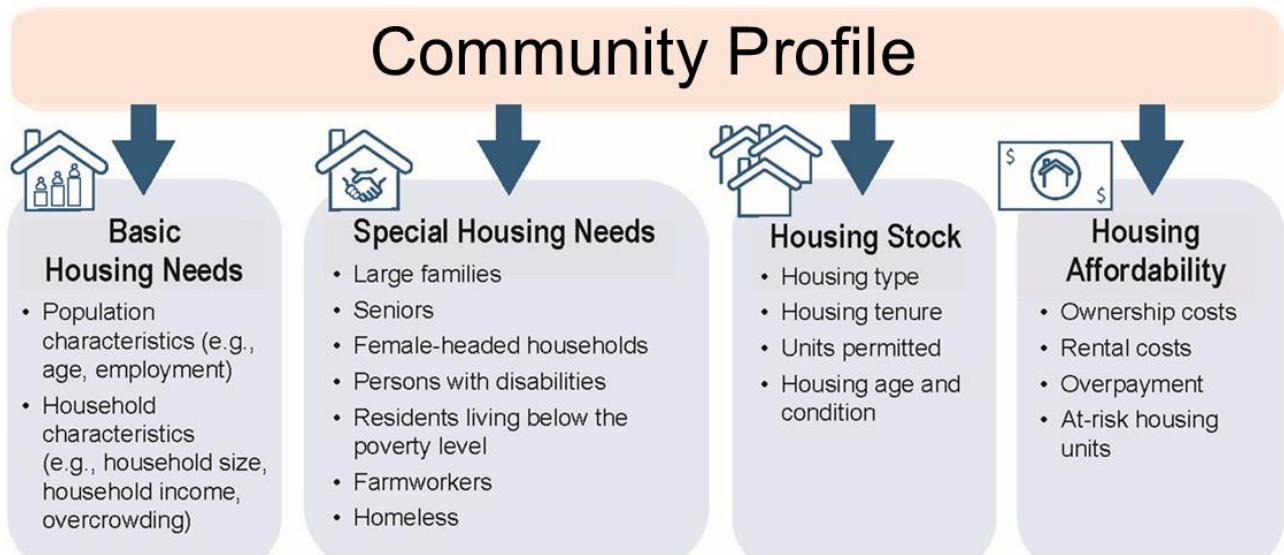 Community Profile
Basic
Housing Needs
• Population
characteristics (e.g.,
age, employment)
• Household
characteristics
(e.g., household size,
household income,
overcrowding)
Special Housing Needs
• Large families
• Seniors
• Female-headed households
• Persons with disabilities
• Residents living below the
poverty level
• Farmworkers
• Homeless
Housing Stock
• Housing type
• Housing tenure
• Units permitted
• Housing age and
condition
$
$
Housing
Affordability
• Ownership costs
• Rental costs
• Overpayment
• At-risk housing
units